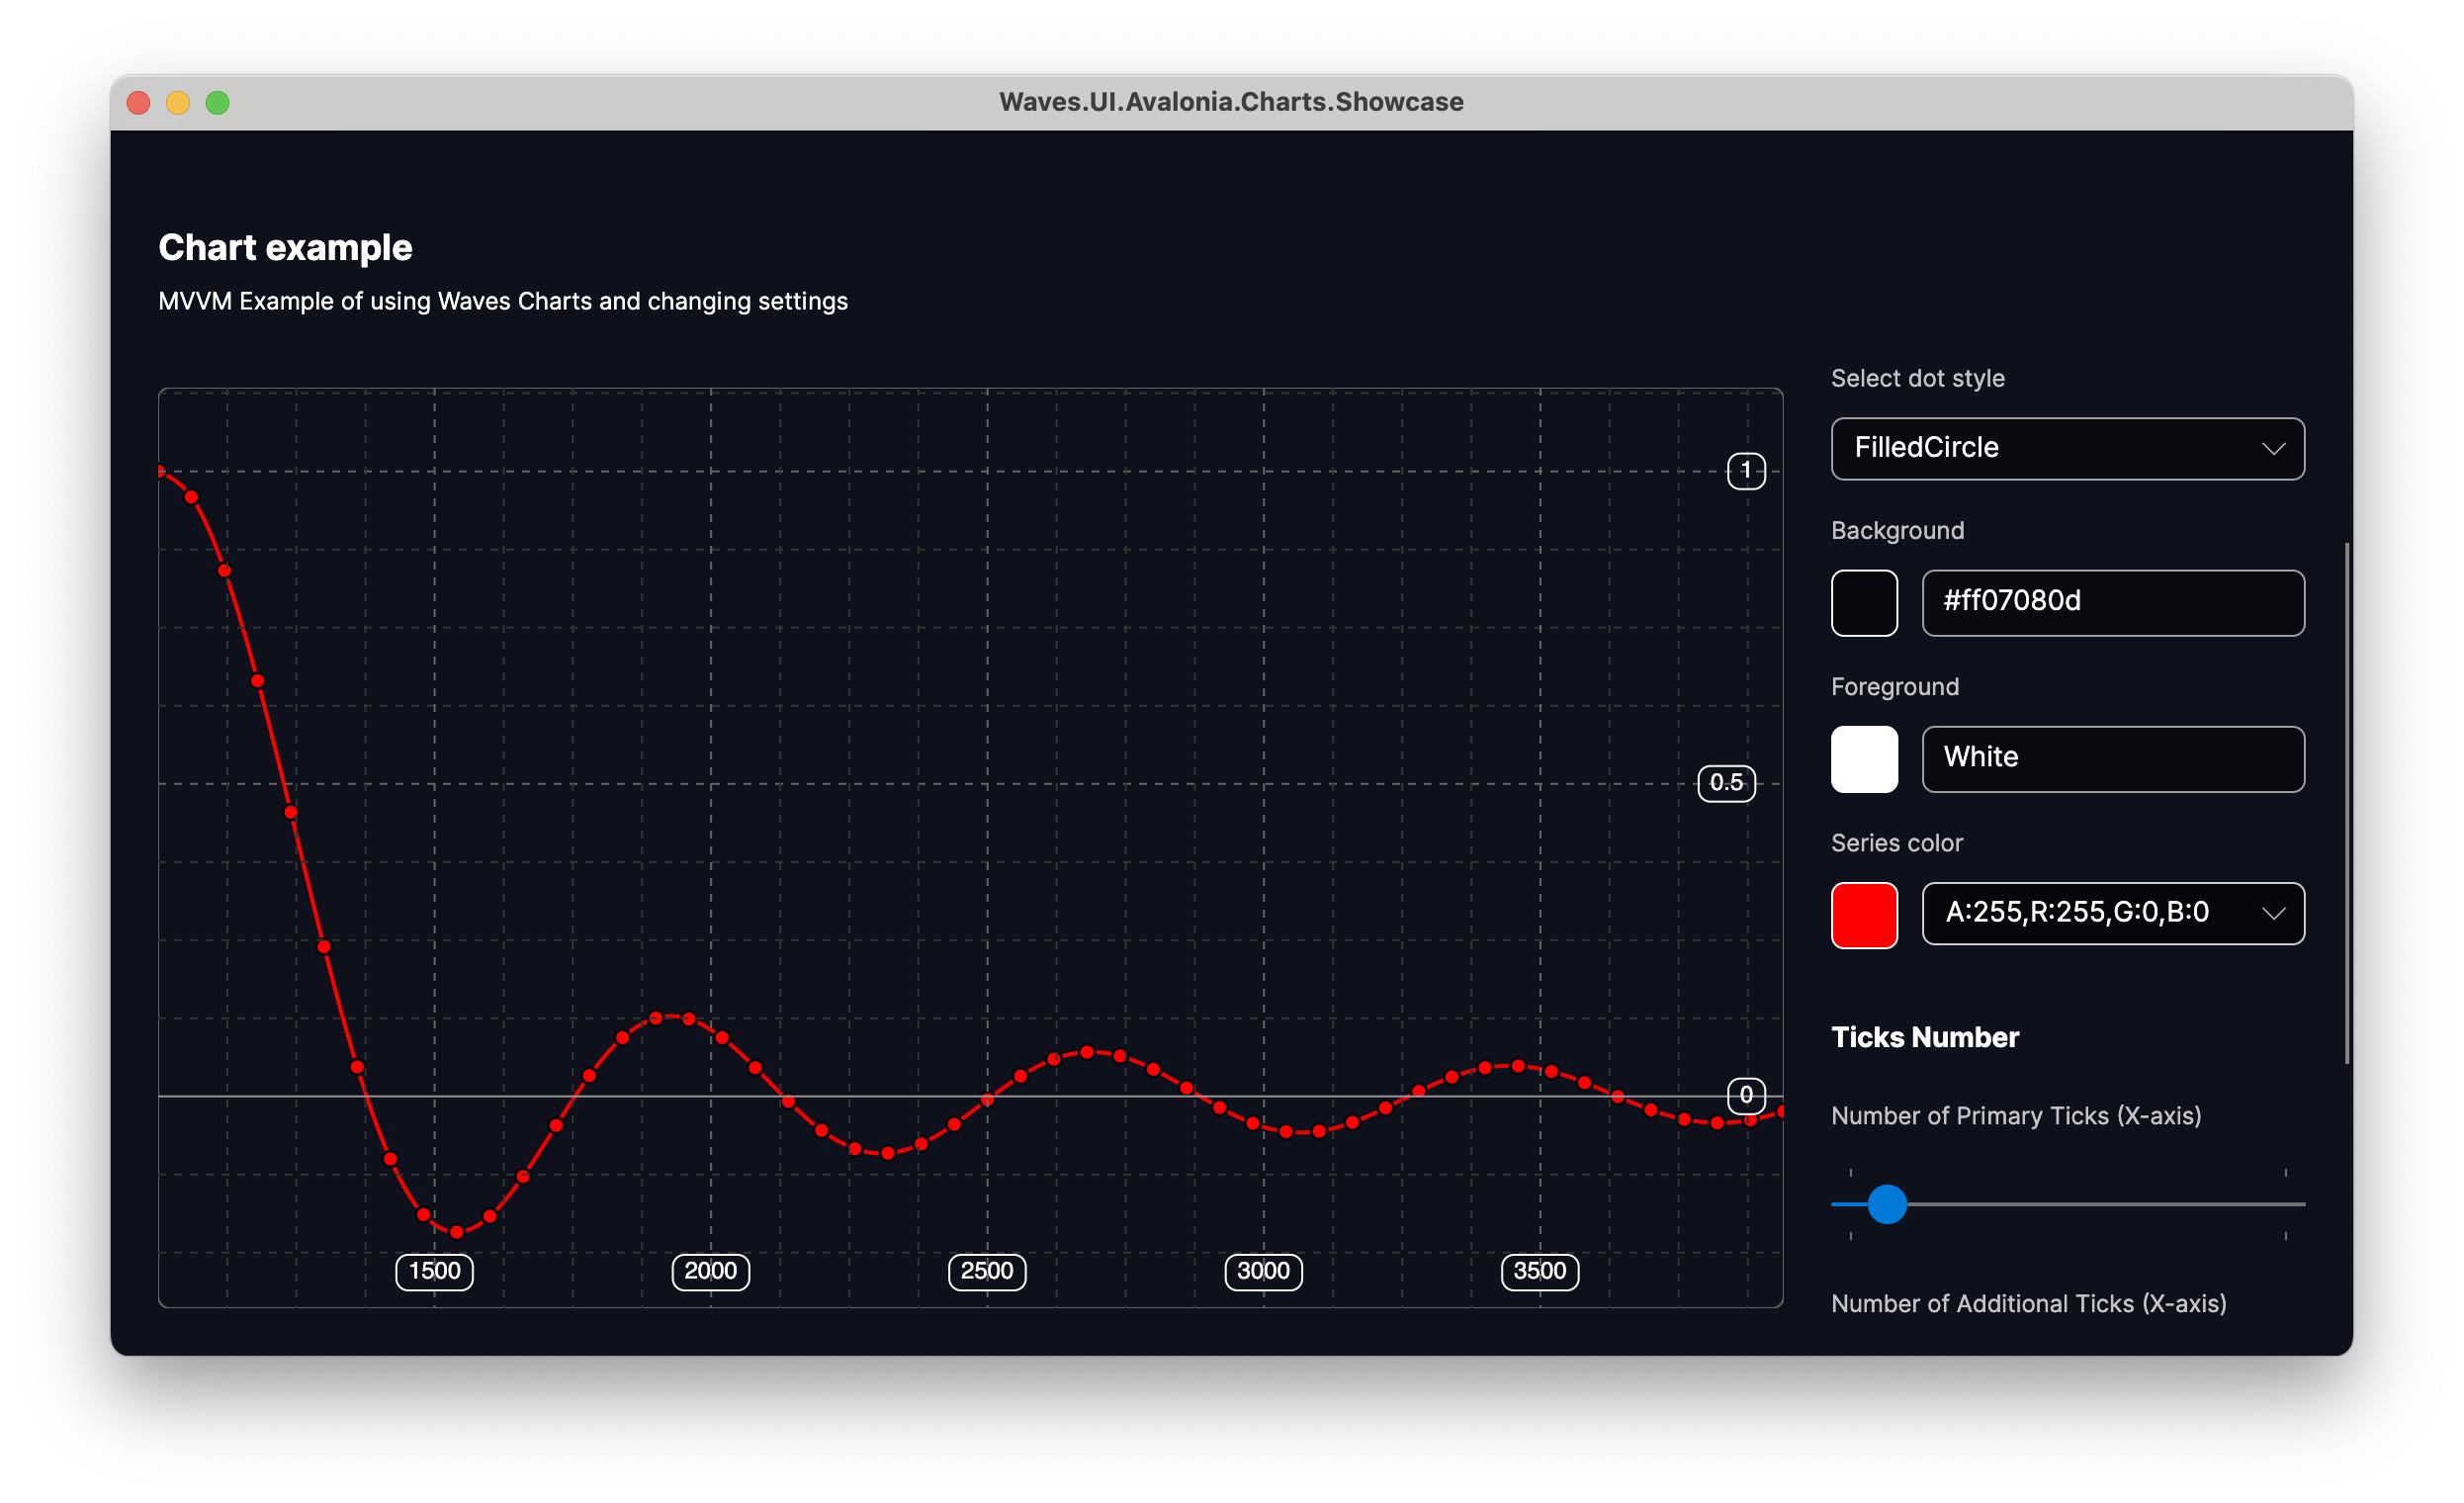 Waves.UI.Avalonia.Charts.Showcase
Chart example
MVVM Example of using Waves Charts and changing settings
1
0.5
0
1500
2000
2500
3000
3500
Select dot style
FilledCircle
Background
#ff07080d
Foreground
White
Series color
A:255,R:255,G:0,B:0
Ticks Number
Number of Primary Ticks (X-axis)
Number of Additional Ticks (X-axis)